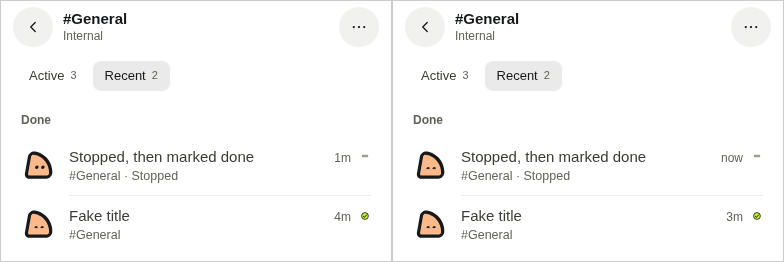 #General
Internal
Active 3 Recent 2
Done
Stopped, then marked done 1m
#General · Stopped
Fake title 4m
#General
#General
Internal
Active 3 Recent 2
Done
Stopped, then marked done now
#General · Stopped
Fake title 3m
#General